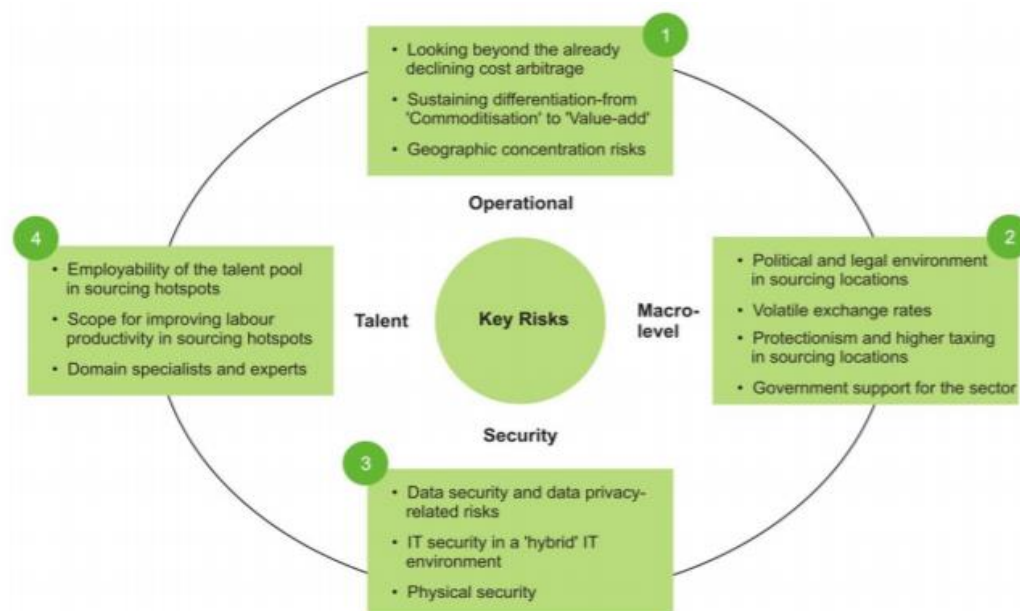 1
• Looking beyond the already
declining cost arbitrage
• Sustaining differentiation-from
'Commoditisation' to 'Value-add'
• Geographic concentration risks
Operational
4
• Employability of the talent pool
in sourcing hotspots
• Scope for improving labour
productivity in sourcing hotspots
• Domain specialists and experts
Talent
Key Risks
Macro-
level
2
• Political and legal environment
in sourcing locations
• Volatile exchange rates
• Protectionism and higher taxing
in sourcing locations
• Government support for the sector
Security
3
• Data security and data privacy-
related risks
• IT security in a 'hybrid' IT
environment
• Physical security